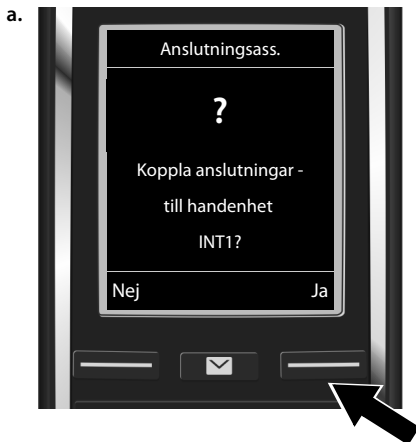 a.
Anslutningsass.
?
Koppla anslutningar -
till handenhet
INT1?
Nej Ja